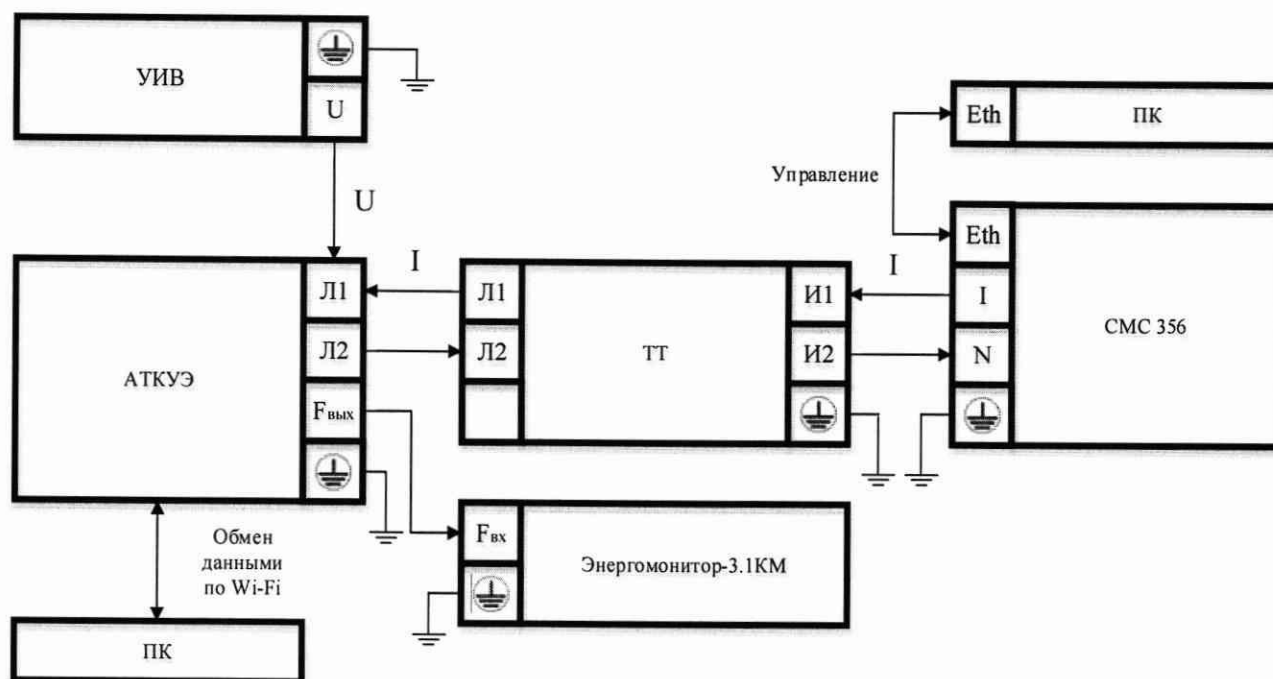 УИВ
U
U
Eth
ПК
Управление
Eth
I
N
СМС 356
АТКУЭ
Л1
Л2
Fвых
I
Л1
Л2
ТТ
И1
И2
I
Обмен
данными
по Wi-Fi
Fвх
Энергомонитор-3.1КМ
ПК